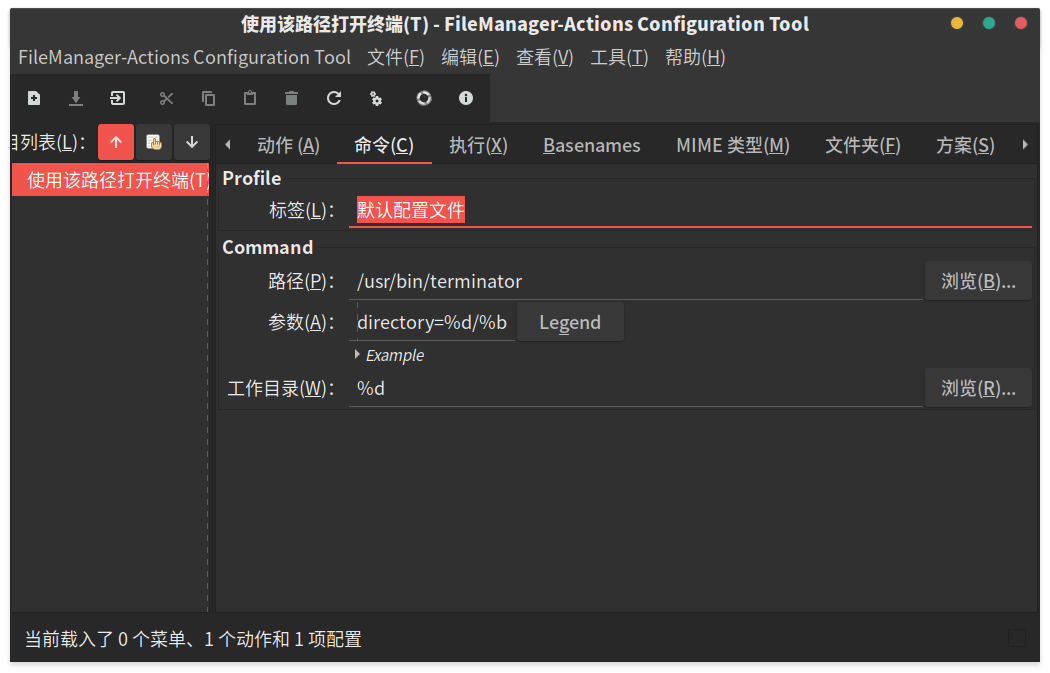 使用该路径打开终端(T) - FileManager-Actions Configuration Tool
FileManager-Actions Configuration Tool 文件(F) 编辑(E) 查看(V) 工具(T) 帮助(H)
目列表(L)： 动作 (A) 命令(C) 执行(X) Basenames MIME 类型(M) 文件夹(F) 方案(S)
使用该路径打开终端(T)
Profile
标签(L)： 默认配置文件
Command
路径(P)： /usr/bin/terminator 浏览(B)...
参数(A)： directory=%d/%b Legend
Example
工作目录(W)： %d 浏览(R)...
当前载入了 0 个菜单、1 个动作和 1 项配置